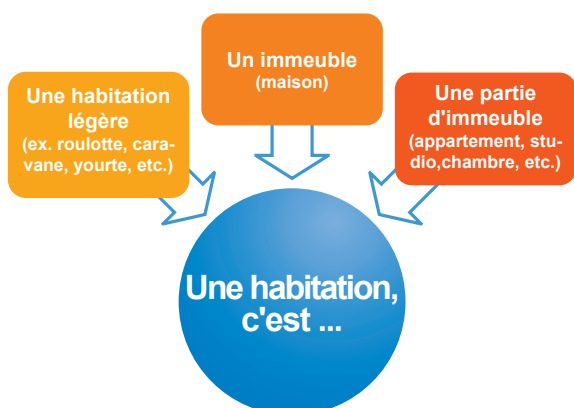 Une habitation
légère
(ex. roulotte, cara-
vane, yourte, etc.)
Un immeuble
(maison)
Une partie
d'immeuble
(appartement, stu-
dio,chambre, etc.)
Une habitation,
c'est ...